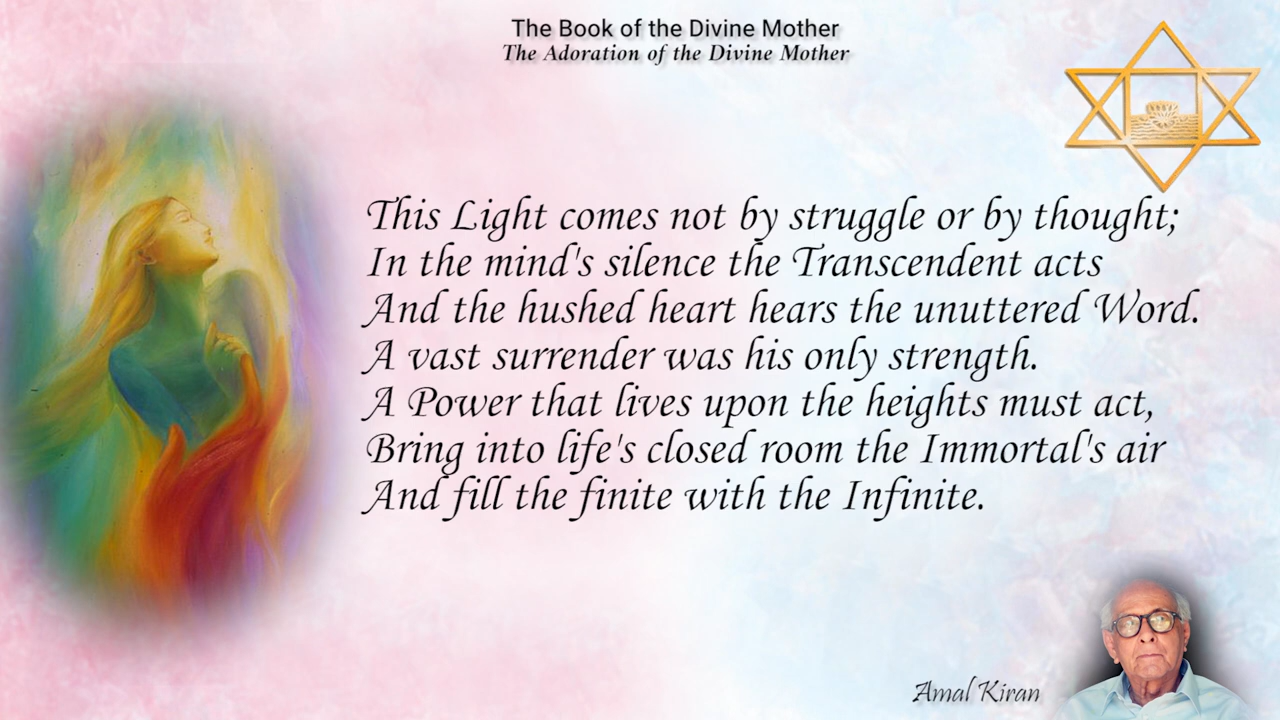 The Book of the Divine Mother
The Adoration of the Divine Mother
This Light comes not by struggle or by thought;
In the mind's silence the Transcendent acts
And the hushed heart hears the unuttered Word.
A vast surrender was his only strength.
A Power that lives upon the heights must act,
Bring into life's closed room the Immortal's air
And fill the finite with the Infinite.
Amal Kiran